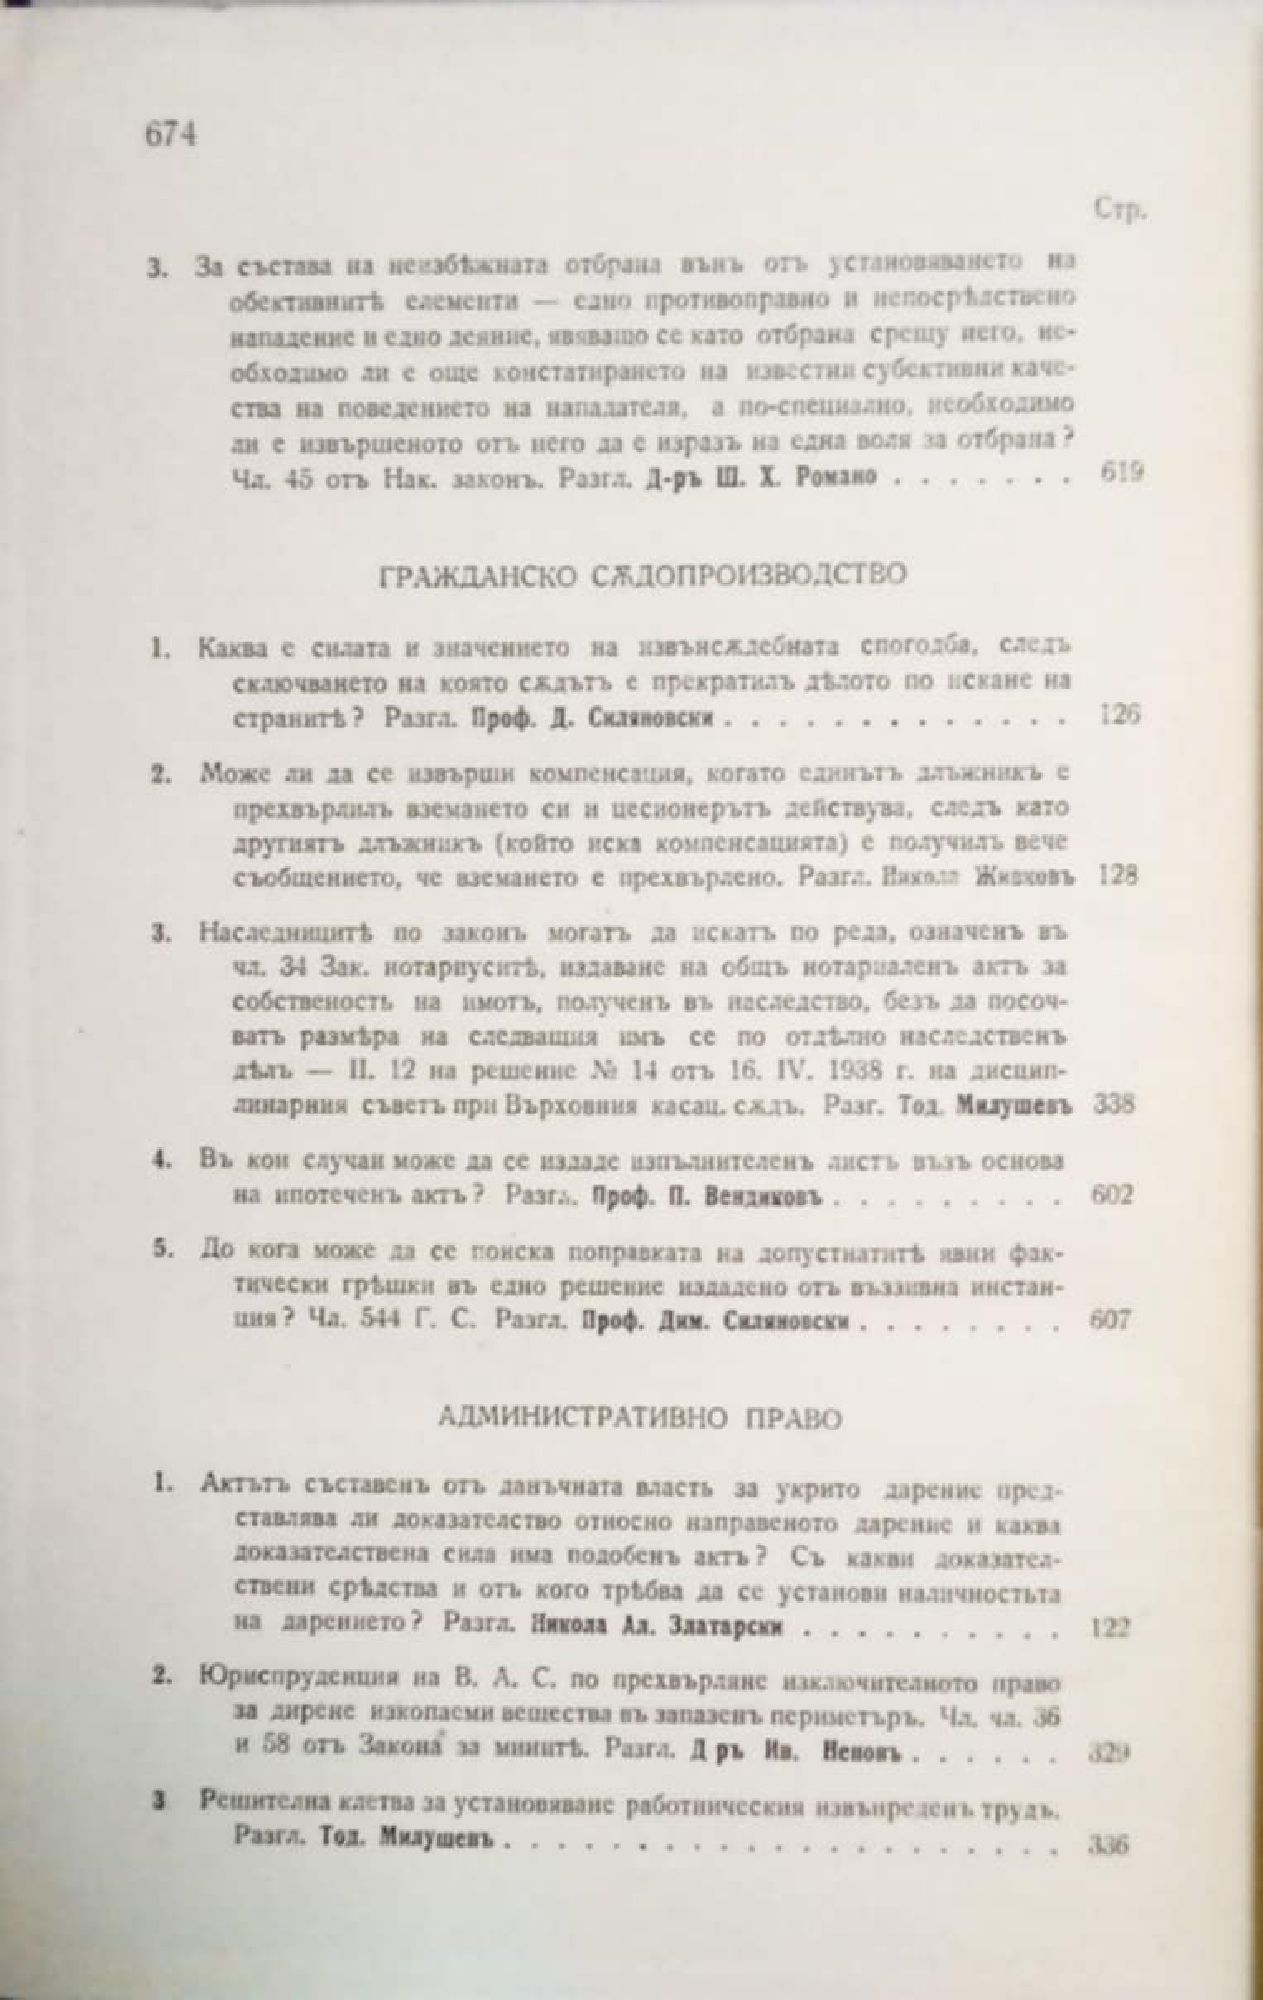 674
Стр.
3. За състава на неизбѣжната отбрана вънъ отъ установяването на
обективнитѣ елементи — едно противоправно и непосрѣдствено
нападение и едно деяние, явяващо се като отбрана срещу него, не-
обходимо ли е още констатирането на известни субективни каче-
ства на поведението на нападателя, а по-специално, необходимо
ли е извършеното отъ него да е изразъ на една воля за отбрана?
Чл. 45 отъ Нак. законъ. Разгл. Д-ръ Ш. Х. Романо . . . . . . . 619
ГРАЖДАНСКО СѪДОПРОИЗВОДСТВО
1. Каква е силата и значението на извънсѫдебната спогодба, следъ
сключването на която сѫдътъ е прекратилъ дѣлото по искане на
странитѣ? Разгл. Проф. Д. Силяновски . . . . . . . . . . . . . 126
2. Може ли да се извърши компенсация, когато единътъ длъжникъ е
прехвърлилъ вземането си и цесионерътъ действува, следъ като
другиятъ длъжникъ (който иска компенсацията) е получилъ вече
съобщението, че вземането е прехвърлено. Разгл. Никола Живковъ 128
3. Наследницитѣ по законъ могатъ да искатъ по реда, означенъ въ
чл. 34 Зак. нотариуситѣ, издаване на общъ нотариаленъ актъ за
собственость на имотъ, полученъ въ наследство, безъ да посоч-
ватъ размѣра на следващия имъ се по отдѣлно наследственъ
дѣлъ — II. 12 на решение № 14 отъ 16. IV. 1938 г. на дисцип-
линарния съветъ при Върховния касац. сѫдъ. Разг. Тод. Милушевъ 338
4. Въ кои случаи може да се издаде изпълнителенъ листъ възъ основа
на ипотеченъ актъ? Разгл. Проф. П. Вендиковъ . . . . . . . . . 602
5. До кога може да се поиска поправката на допуснатитѣ явни фак-
тически грѣшки въ едно решение издадено отъ въззивна инстан-
ция? Чл. 544 Г. С. Разгл. Проф. Дим. Силяновски . . . . . . . . 607
АДМИНИСТРАТИВНО ПРАВО
1. Актътъ съставенъ отъ данъчната власть за укрито дарение пред-
ставлява ли доказателство относно направеното дарение и каква
доказателствена сила има подобенъ актъ? Съ какви доказател-
ствени срѣдства и отъ кого трѣбва да се установи наличностьта
на дарението? Разгл. Никола Ал. Златарски . . . . . . . . . . 122
2. Юриспруденция на В. А. С. по прехвърляне изключителното право
за дирене изкопаеми вещества въ запазенъ периметъръ. Чл. чл. 36
и 58 отъ Закона за минитѣ. Разгл. Д ръ Ив. Неновъ . . . . . . 329
3 Решителна клетва за установяване работническия извънреденъ трудъ.
Разгл. Тод. Милушевъ . . . . . . . . . . . . . . . . . . . . . 336